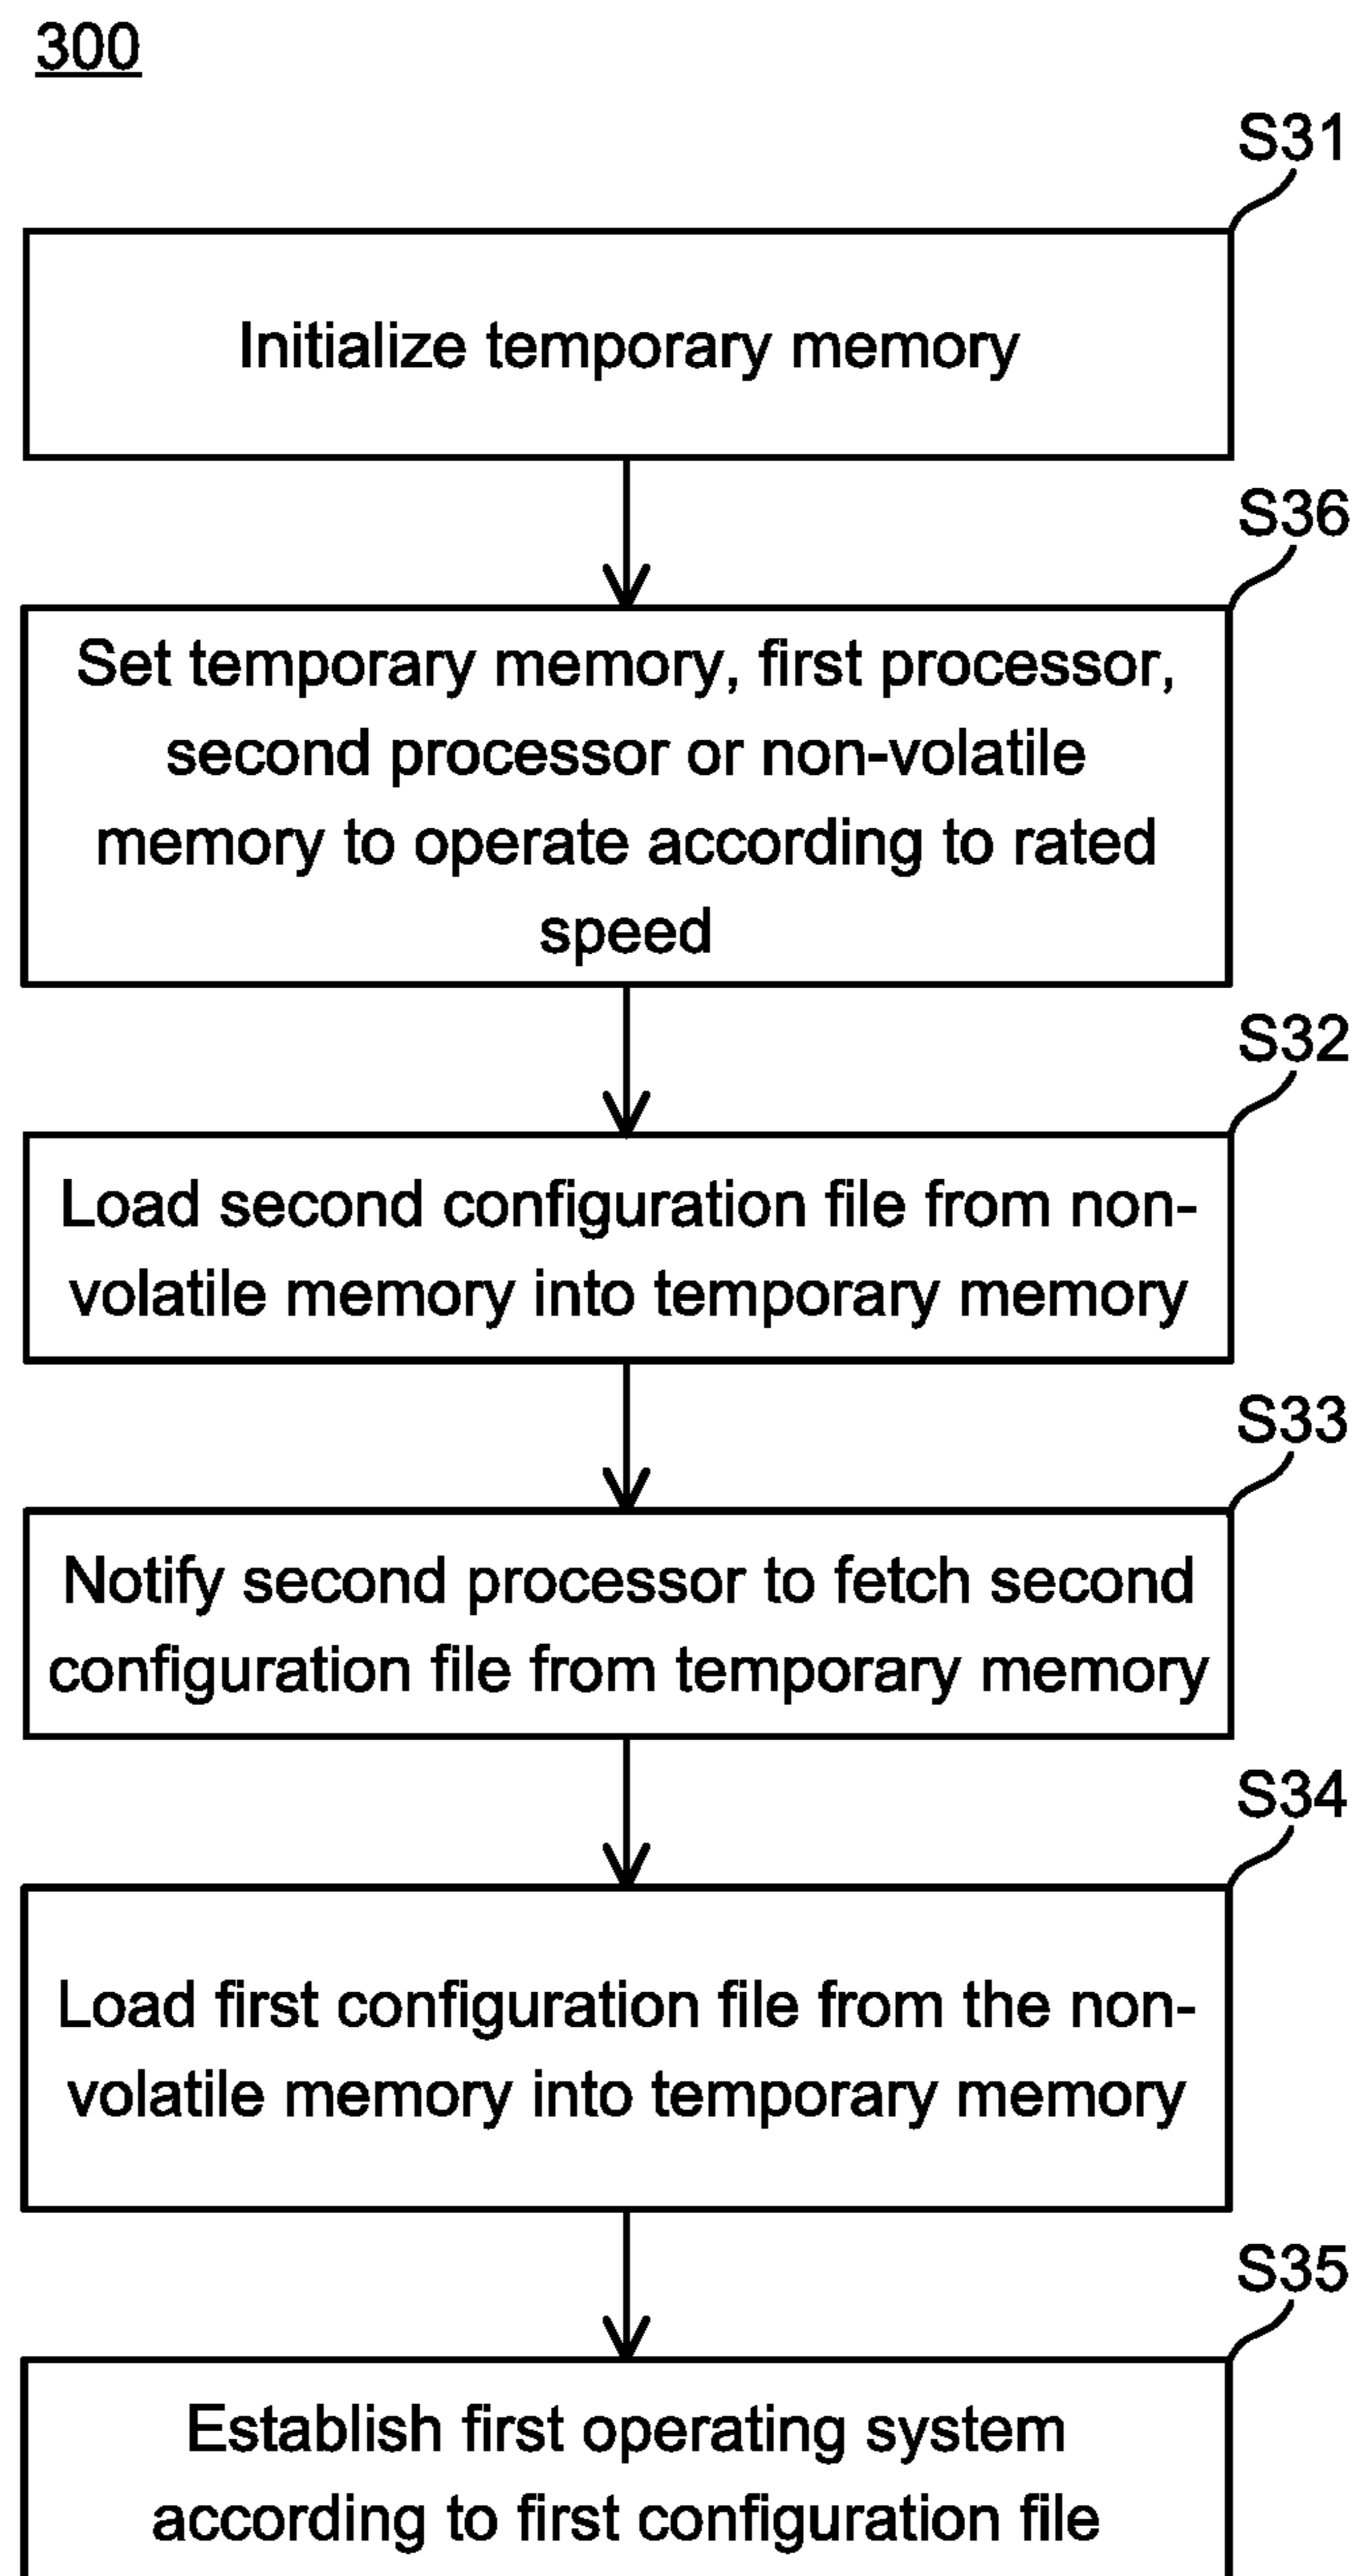 300
S31
Initialize temporary memory
S36
Set temporary memory, first processor,
second processor or non-volatile
memory to operate according to rated
speed
S32
Load second configuration file from non-
volatile memory into temporary memory
S33
Notify second processor to fetch second
configuration file from temporary memory
S34
Load first configuration file from the non-
volatile memory into temporary memory
S35
Establish first operating system
according to first configuration file